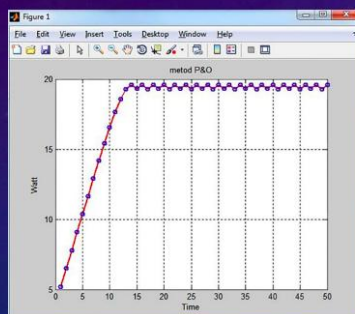 Figure 1
File Edit View Insert Tools Desktop Window Help
metod P&O
20
15
10
5
Watt
0 5 10 15 20 25 30 35 40 45 50
Time